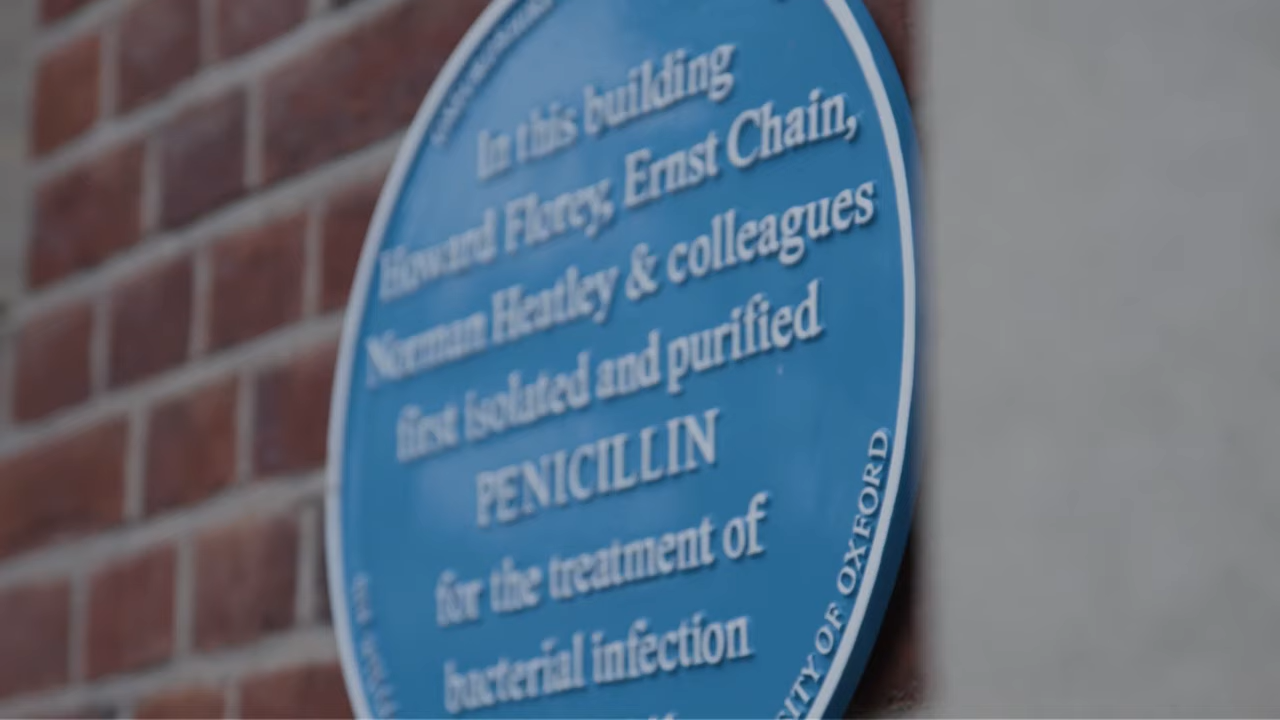 In this building
Howard Florey, Ernst Chain,
Norman Heatley & colleagues
first isolated and purified
PENICILLIN
for the treatment of
bacterial infection
OF OXFORD